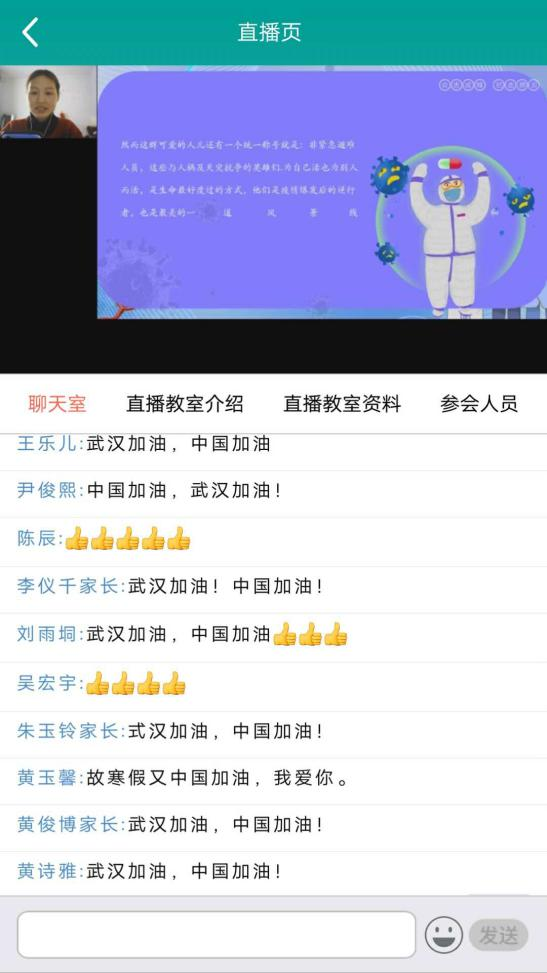 直播页
众志成城 抗击肺炎
然而这群可爱的人儿还有一个统一称号就是：非紧急避难
人员，这些与人祸及天灾抗争的英雄们.为自己活也为别人
而活，是生命最好度过的方式，他们是疫情爆发后的逆行
者，也是最美的一道风景线
聊天室 直播教室介绍 直播教室资料 参会人员
王乐儿:武汉加油，中国加油
尹俊熙:中国加油，武汉加油！
陈辰:👍👍👍👍👍
李仪千家长:武汉加油！中国加油！
刘雨垌:武汉加油，中国加油👍👍👍
吴宏宇:👍👍👍👍
朱玉铃家长:式汉加油，中国加油！
黄玉馨:故寒假又中国加油，我爱你。
黄俊博家长:武汉加油，中国加油！
黄诗雅:武汉加油，中国加油！
发送